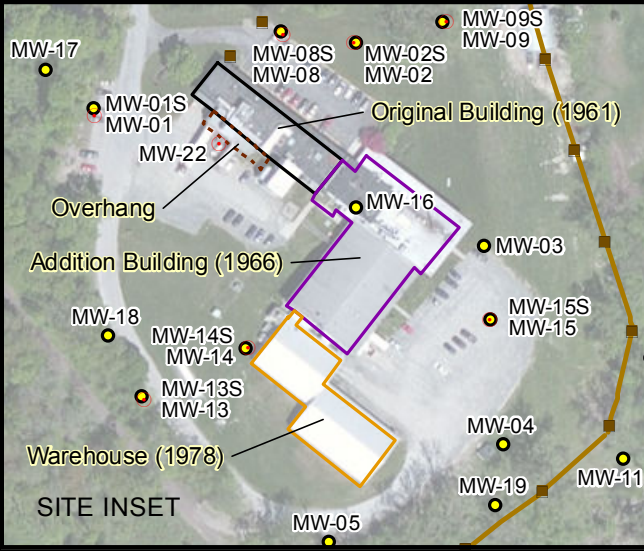 MW-09S
MW-09
MW-17
MW-08S
MW-08
MW-02S
MW-02
MW-01S
MW-01
Original Building (1961)
MW-22
Overhang
MW-16
MW-03
Addition Building (1966)
MW-15S
MW-15
MW-18
MW-14S
MW-14
MW-13S
MW-13
MW-04
Warehouse (1978)
MW-11
MW-19
SITE INSET
MW-05